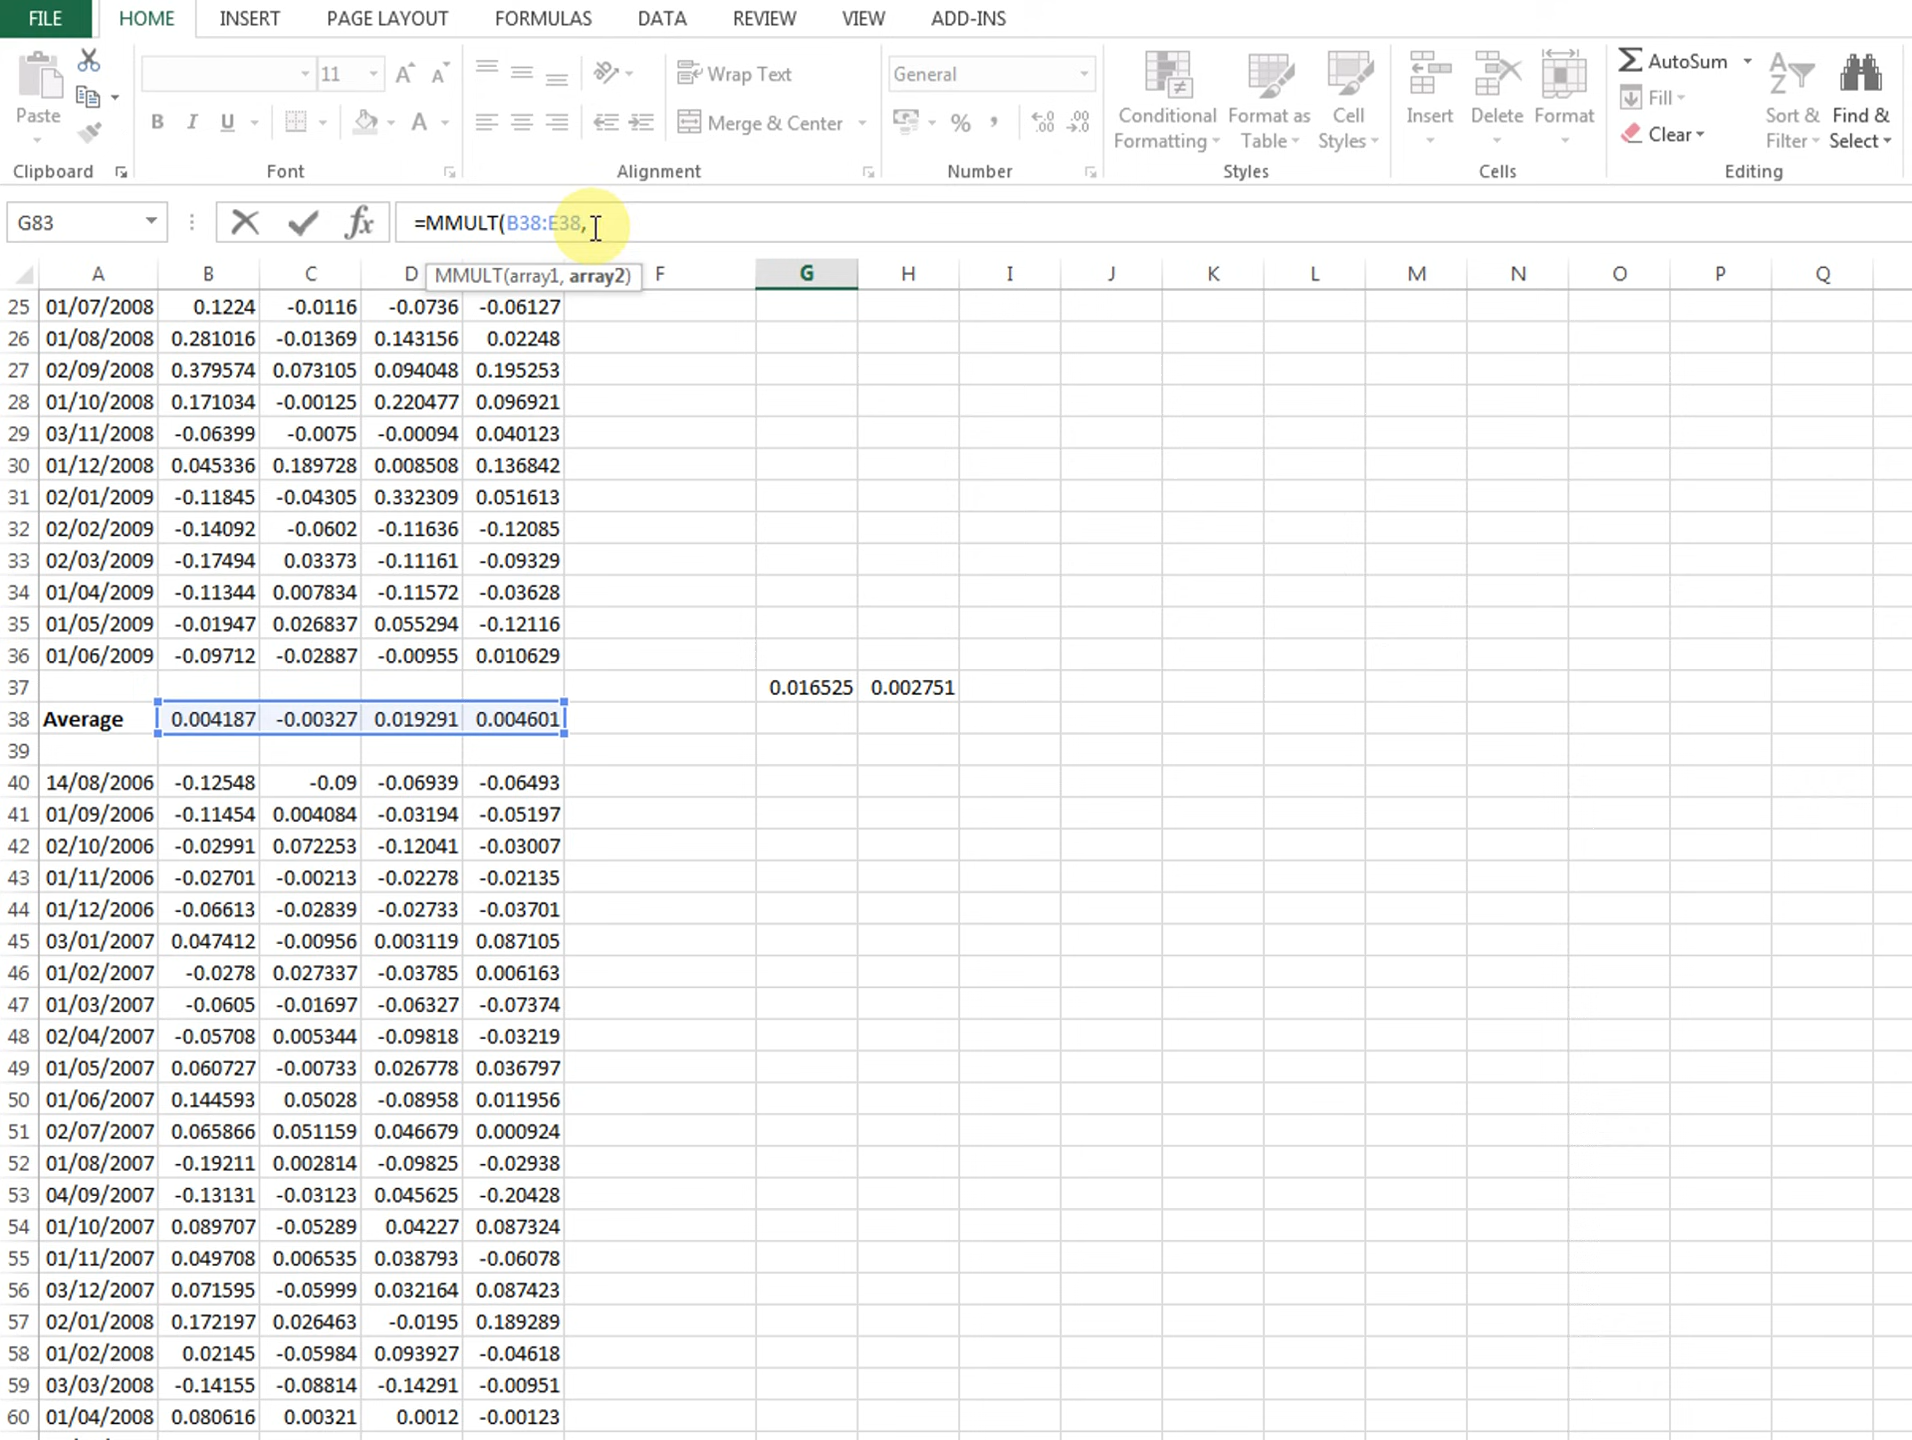 FILE HOME INSERT PAGE LAYOUT FORMULAS DATA REVIEW VIEW ADD-INS
11 Wrap Text General AutoSum
Fill
Paste Merge & Center Conditional Formatting Format as Table Cell Styles Insert Delete Format Clear Sort & Filter Find & Select
Clipboard Font Alignment Number Styles Cells Editing
G83 =MMULT(B38:E38,
MMULT(array1, array2)
A B C D F G H I J K L M N O P Q
25 01/07/2008 0.1224 -0.0116 -0.0736 -0.06127
26 01/08/2008 0.281016 -0.01369 0.143156 0.02248
27 02/09/2008 0.379574 0.073105 0.094048 0.195253
28 01/10/2008 0.171034 -0.00125 0.220477 0.096921
29 03/11/2008 -0.06399 -0.0075 -0.00094 0.040123
30 01/12/2008 0.045336 0.189728 0.008508 0.136842
31 02/01/2009 -0.11845 -0.04305 0.332309 0.051613
32 02/02/2009 -0.14092 -0.0602 -0.11636 -0.12085
33 02/03/2009 -0.17494 0.03373 -0.11161 -0.09329
34 01/04/2009 -0.11344 0.007834 -0.11572 -0.03628
35 01/05/2009 -0.01947 0.026837 0.055294 -0.12116
36 01/06/2009 -0.09712 -0.02887 -0.00955 0.010629
37 0.016525 0.002751
38 Average 0.004187 -0.00327 0.019291 0.004601
39
40 14/08/2006 -0.12548 -0.09 -0.06939 -0.06493
41 01/09/2006 -0.11454 0.004084 -0.03194 -0.05197
42 02/10/2006 -0.02991 0.072253 -0.12041 -0.03007
43 01/11/2006 -0.02701 -0.00213 -0.02278 -0.02135
44 01/12/2006 -0.06613 -0.02839 -0.02733 -0.03701
45 03/01/2007 0.047412 -0.00956 0.003119 0.087105
46 01/02/2007 -0.0278 0.027337 -0.03785 0.006163
47 01/03/2007 -0.0605 -0.01697 -0.06327 -0.07374
48 02/04/2007 -0.05708 0.005344 -0.09818 -0.03219
49 01/05/2007 0.060727 -0.00733 0.026778 0.036797
50 01/06/2007 0.144593 0.05028 -0.08958 0.011956
51 02/07/2007 0.065866 0.051159 0.046679 0.000924
52 01/08/2007 -0.19211 0.002814 -0.09825 -0.02938
53 04/09/2007 -0.13131 -0.03123 0.045625 -0.20428
54 01/10/2007 0.089707 -0.05289 0.04227 0.087324
55 01/11/2007 0.049708 0.006535 0.038793 -0.06078
56 03/12/2007 0.071595 -0.05999 0.032164 0.087423
57 02/01/2008 0.172197 0.026463 -0.0195 0.189289
58 01/02/2008 0.02145 -0.05984 0.093927 -0.04618
59 03/03/2008 -0.14155 -0.08814 -0.14291 -0.00951
60 01/04/2008 0.080616 0.00321 0.0012 -0.00123